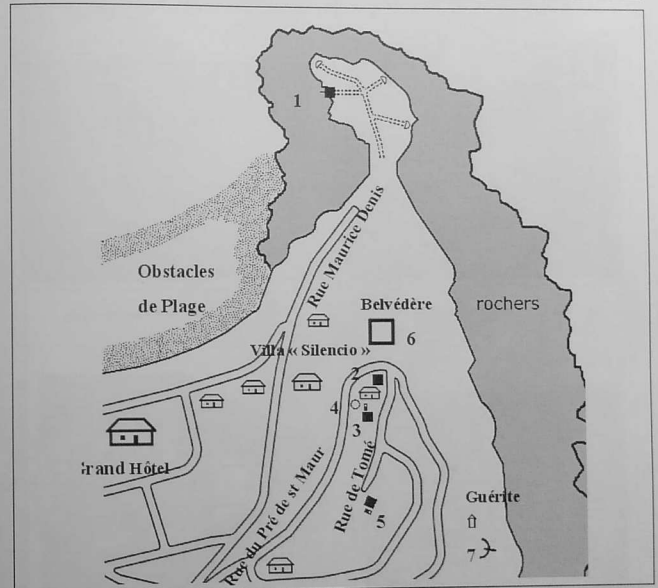 1
Rue Maurice Denis
Obstacles
de Plage
Belvédère
rochers
6
Villa « Silencio »
2
4
3
Grand Hôtel
Rue du Pré de st Maur
Rue de Tomé
5
Guérite
7